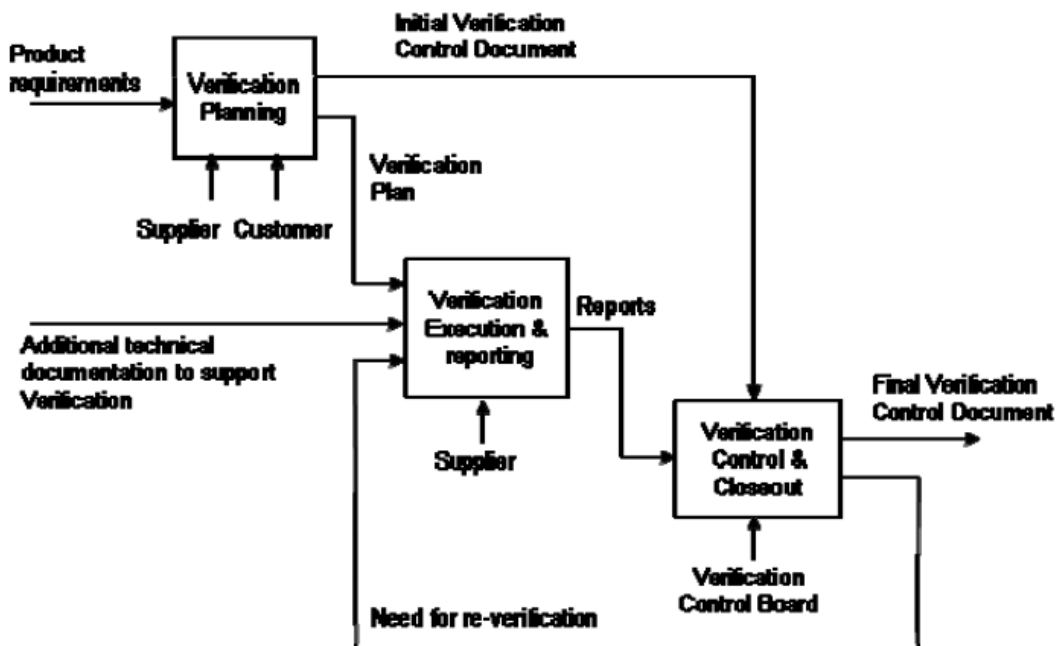 Initial Verification
Control Document
Product
requirements
Verification
Planning
Verification
Plan
Supplier Customer
Verification
Execution &
reporting
Reports
Additional technical
documentation to support
Verification
Supplier
Final Verification
Control Document
Verification
Control &
Closeout
Verification
Control Board
Need for re-verification